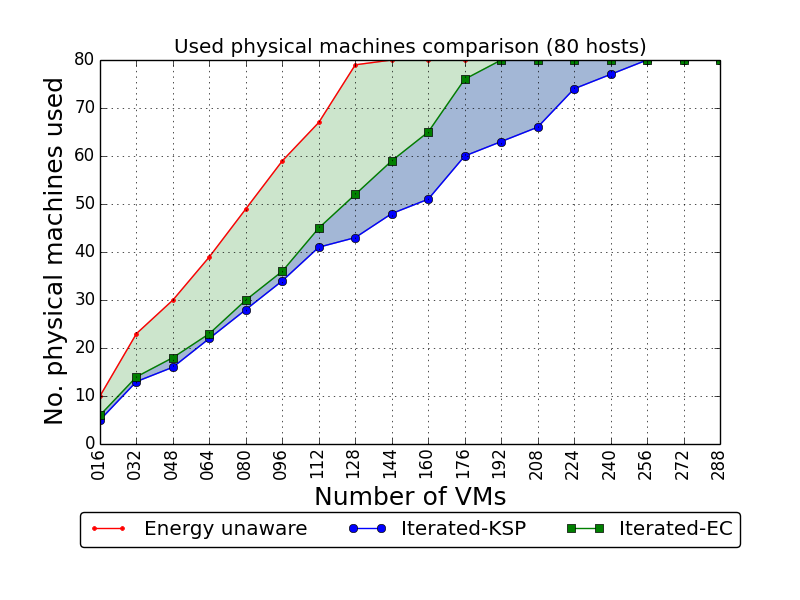 Used physical machines comparison (80 hosts)
No. physical machines used
80
70
60
50
40
30
20
10
0
016 032 048 064 080 096 112 128 144 160 176 192 208 224 240 256 272 288
Number of VMs
Energy unaware Iterated-KSP Iterated-EC